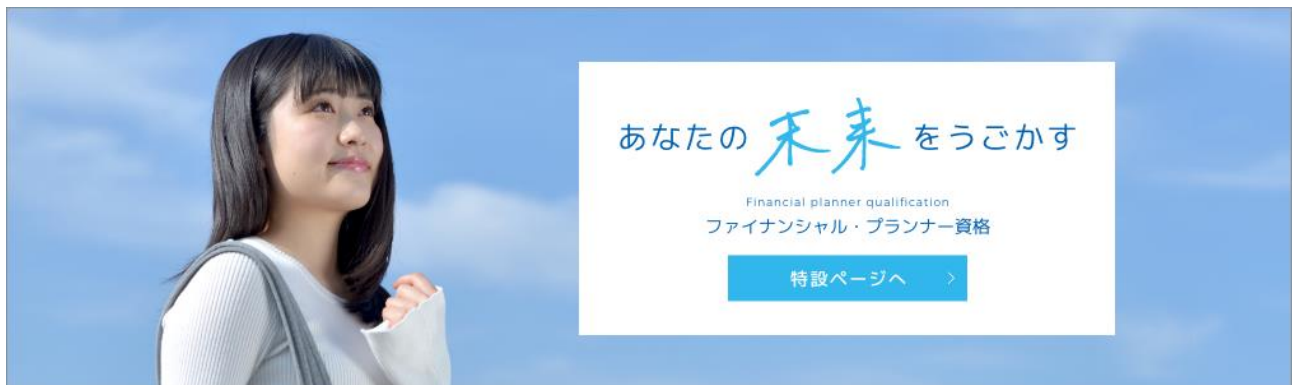 あなたの未来をうごかす
Financial planner qualification
ファイナンシャル・プランナー資格
特設ページへ >